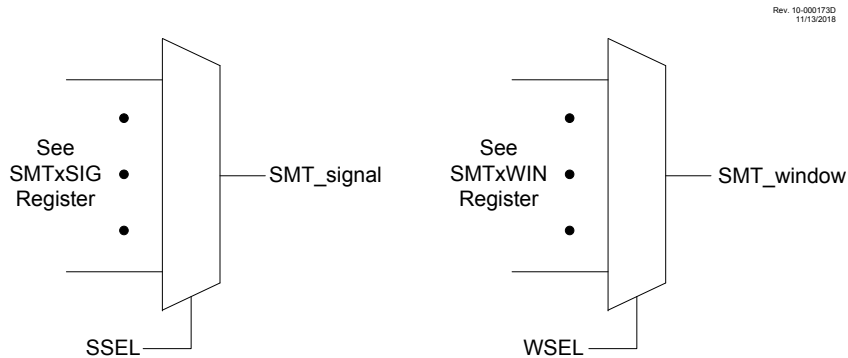 Rev. 10-000173D
11/13/2018
See
SMTxSIG
Register
SMT_signal
SSEL
See
SMTxWIN
Register
SMT_window
WSEL